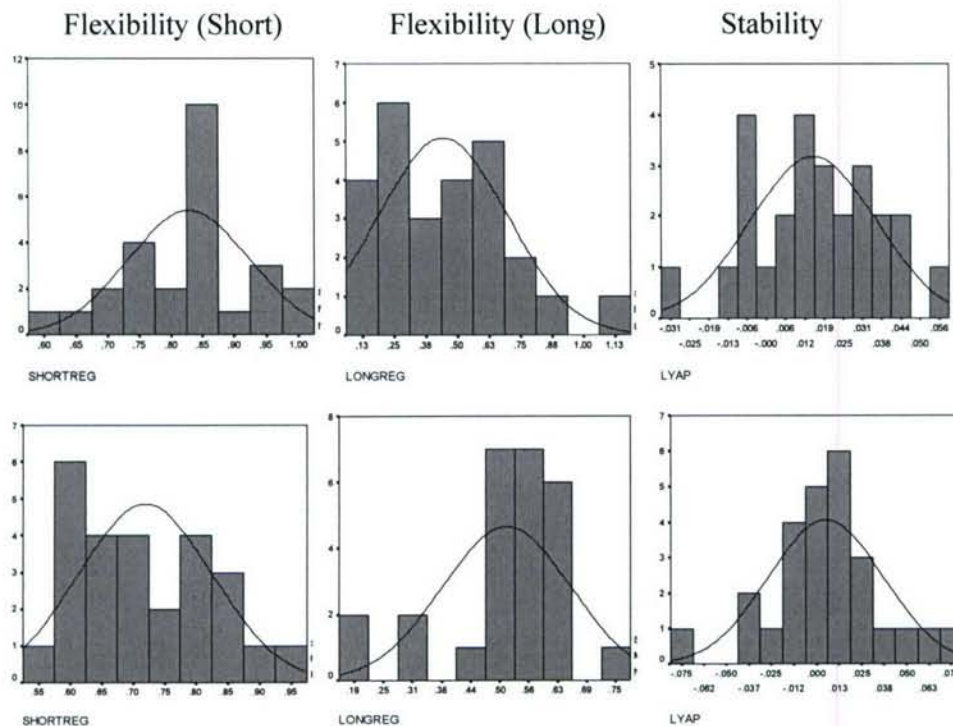 Flexibility (Short) Flexibility (Long) Stability
12
10
8
6
4
2
0
.60 .65 .70 .75 .80 .85 .90 .95 1.00
SHORTREG
7
6
5
4
3
2
1
0
.13 .25 .38 .50 .63 .75 .88 1.00 1.13
LONGREG
5
4
3
2
1
0
-.031 -.019 -.006 .006 .019 .031 .044 .056
-.025 -.013 -.000 .012 .025 .038 .050
LYAP
7
6
5
4
3
2
1
0
.55 .60 .65 .70 .75 .80 .85 .90 .95
SHORTREG
8
6
4
2
0
.19 .25 .31 .38 .44 .50 .56 .63 .69 .75
LONGREG
7
6
5
4
3
2
1
0
-.075 -.050 -.025 .000 .025 .050
-.062 -.037 -.012 .013 .038 .063
LYAP